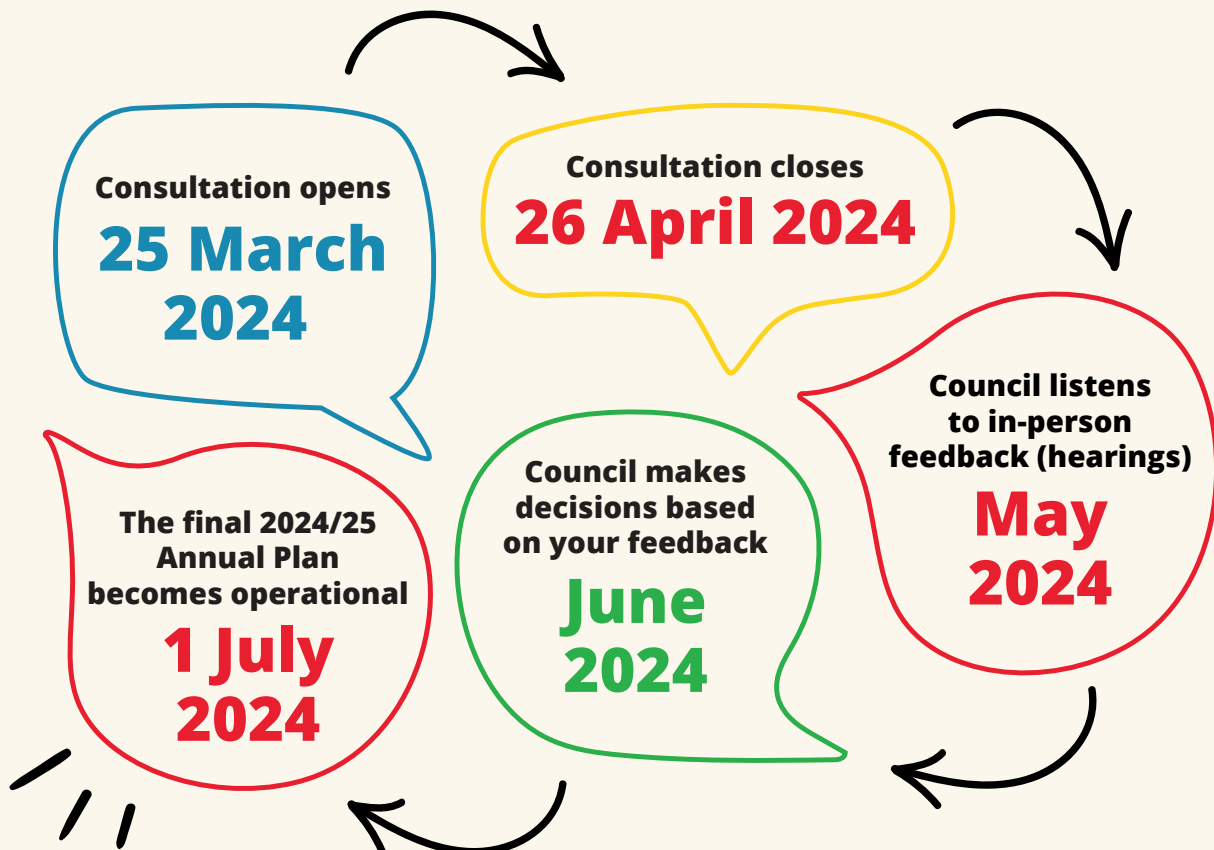 Consultation opens
25 March
2024
Consultation closes
26 April 2024
Council listens
to in-person
feedback (hearings)
May
2024
Council makes
decisions based
on your feedback
June
2024
The final 2024/25
Annual Plan
becomes operational
1 July
2024